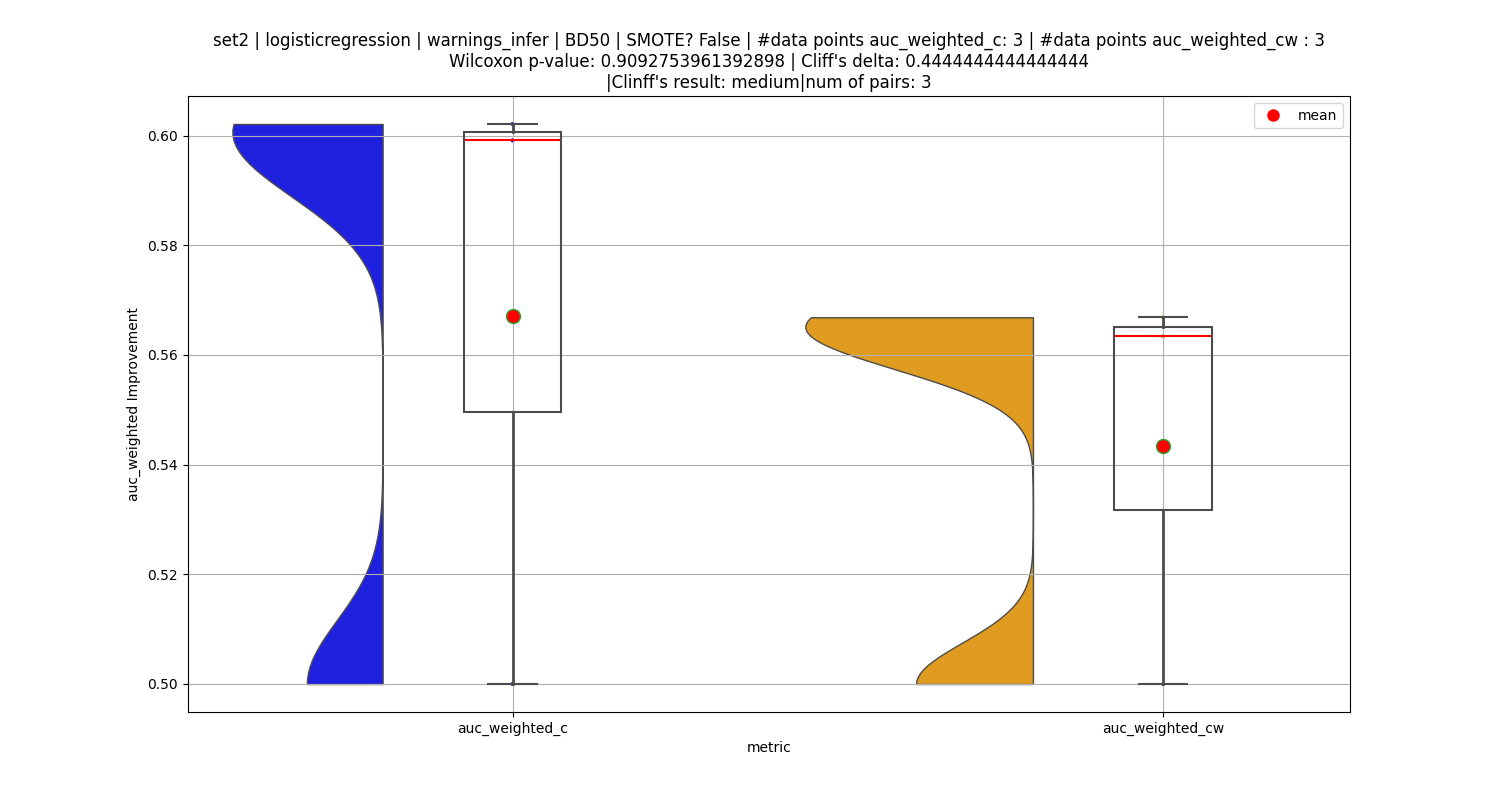 set2 | logisticregression | warnings_infer | BD50 | SMOTE? False | #data points auc_weighted_c: 3 | #data points auc_weighted_cw : 3
Wilcoxon p-value: 0.9092753961392898 | Cliff's delta: 0.4444444444444444
|Clinff's result: medium|num of pairs: 3
mean
0.60
0.58
0.56
0.54
0.52
0.50
auc_weighted Improvement
auc_weighted_c
auc_weighted_cw
metric